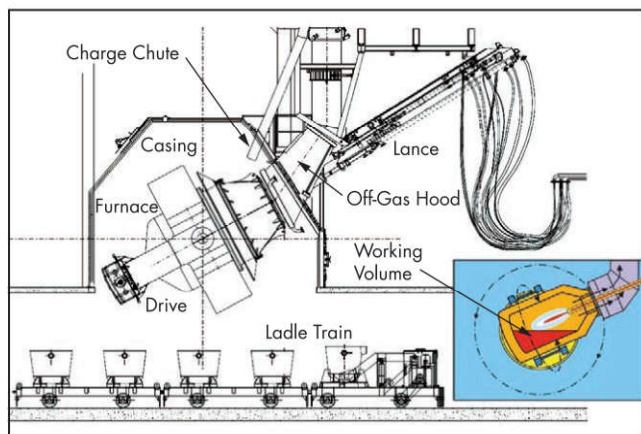 Charge Chute
Casing
Lance
Furnace
Off-Gas Hood
Working
Volume
Drive
Ladle Train